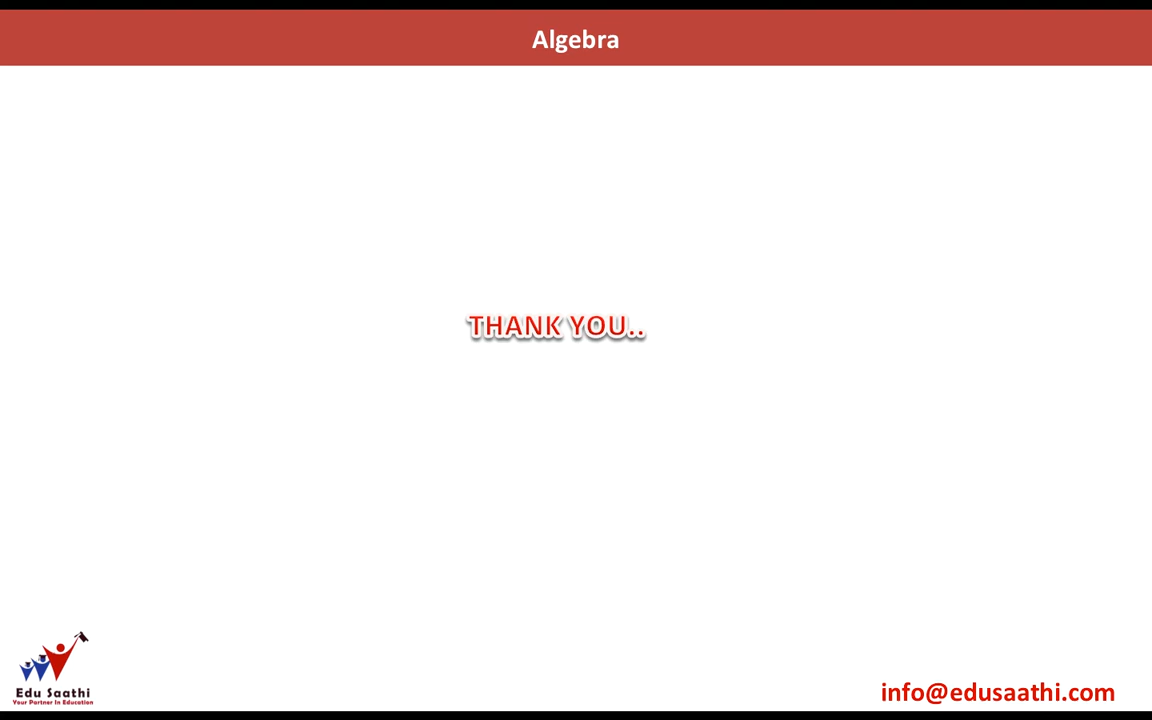 Algebra
THANK YOU..
Edu Saathi
Your Partner In Education
info@edusaathi.com